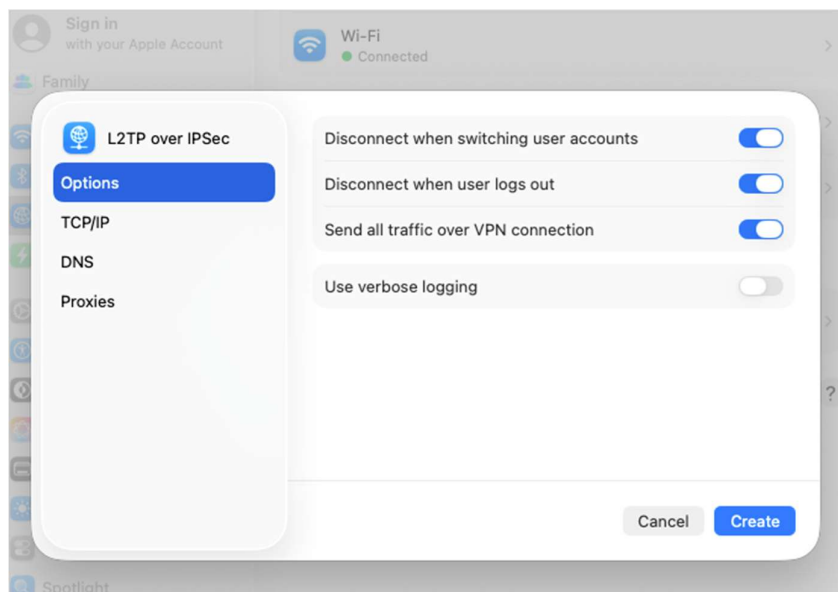 Sign in
with your Apple Account
Family
Wi-Fi
Connected
L2TP over IPSec
Options
TCP/IP
DNS
Proxies
Disconnect when switching user accounts
Disconnect when user logs out
Send all traffic over VPN connection
Use verbose logging
?
Cancel
Create
Spotlight